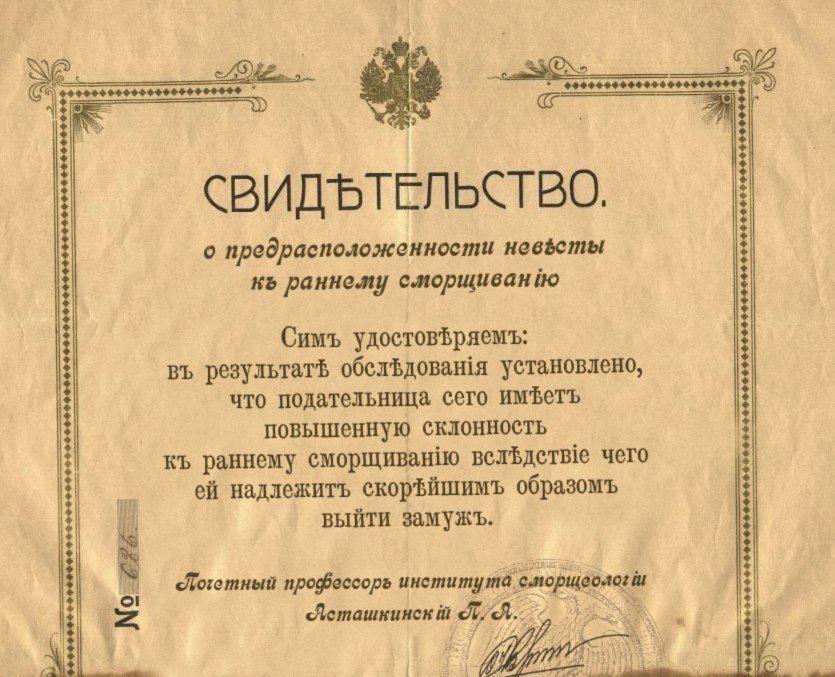 СВИДѢТЕЛЬСТВО.
о предрасположенности невѣсты
къ раннему сморщиванію
Симъ удостовѣряемъ:
въ результатѣ обслѣдованія установлено,
что подательница сего имѣетъ
повышенную склонность
къ раннему сморщиванію вслѣдствіе чего
ей надлежитъ скорѣйшимъ образомъ
выйти замужъ.
№ 686.
Почетный профессоръ института сморщеологіи
Асташкинскій П. А.